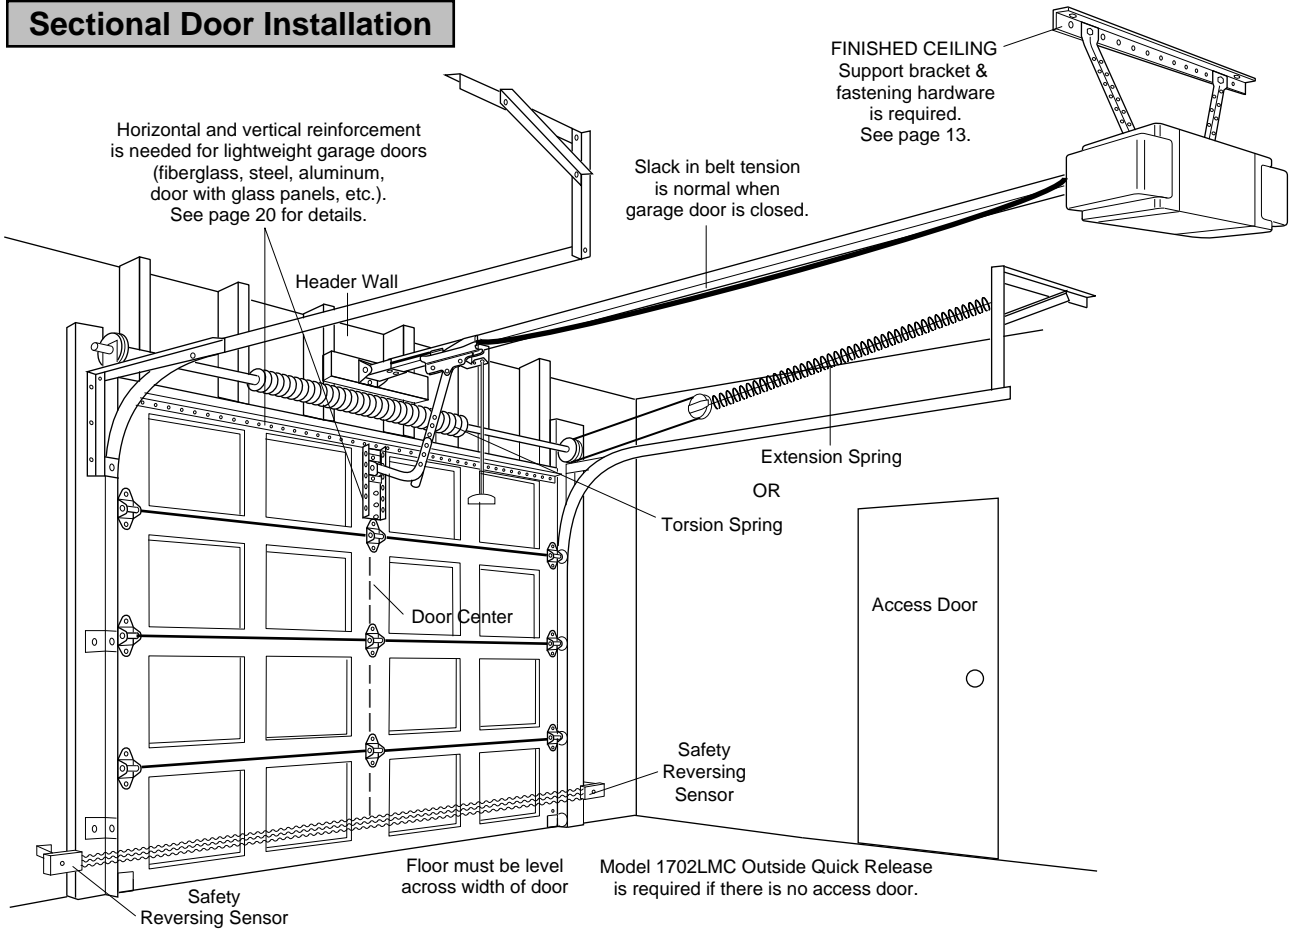 Sectional Door Installation
FINISHED CEILING
Support bracket &
fastening hardware
is required.
See page 13.
Horizontal and vertical reinforcement
is needed for lightweight garage doors
(fiberglass, steel, aluminum,
door with glass panels, etc.).
See page 20 for details.
Slack in belt tension
is normal when
garage door is closed.
Header Wall
Extension Spring
OR
Torsion Spring
Access Door
Door Center
Safety
Reversing
Sensor
Floor must be level
across width of door
Model 1702LMC Outside Quick Release
is required if there is no access door.
Safety
Reversing Sensor